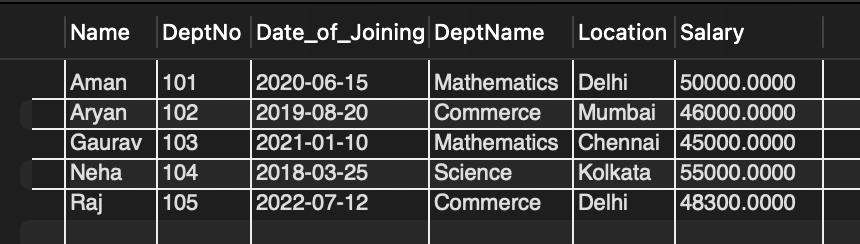 Name DeptNo Date_of_Joining DeptName Location Salary
Aman 101 2020-06-15 Mathematics Delhi 50000.0000
Aryan 102 2019-08-20 Commerce Mumbai 46000.0000
Gaurav 103 2021-01-10 Mathematics Chennai 45000.0000
Neha 104 2018-03-25 Science Kolkata 55000.0000
Raj 105 2022-07-12 Commerce Delhi 48300.0000